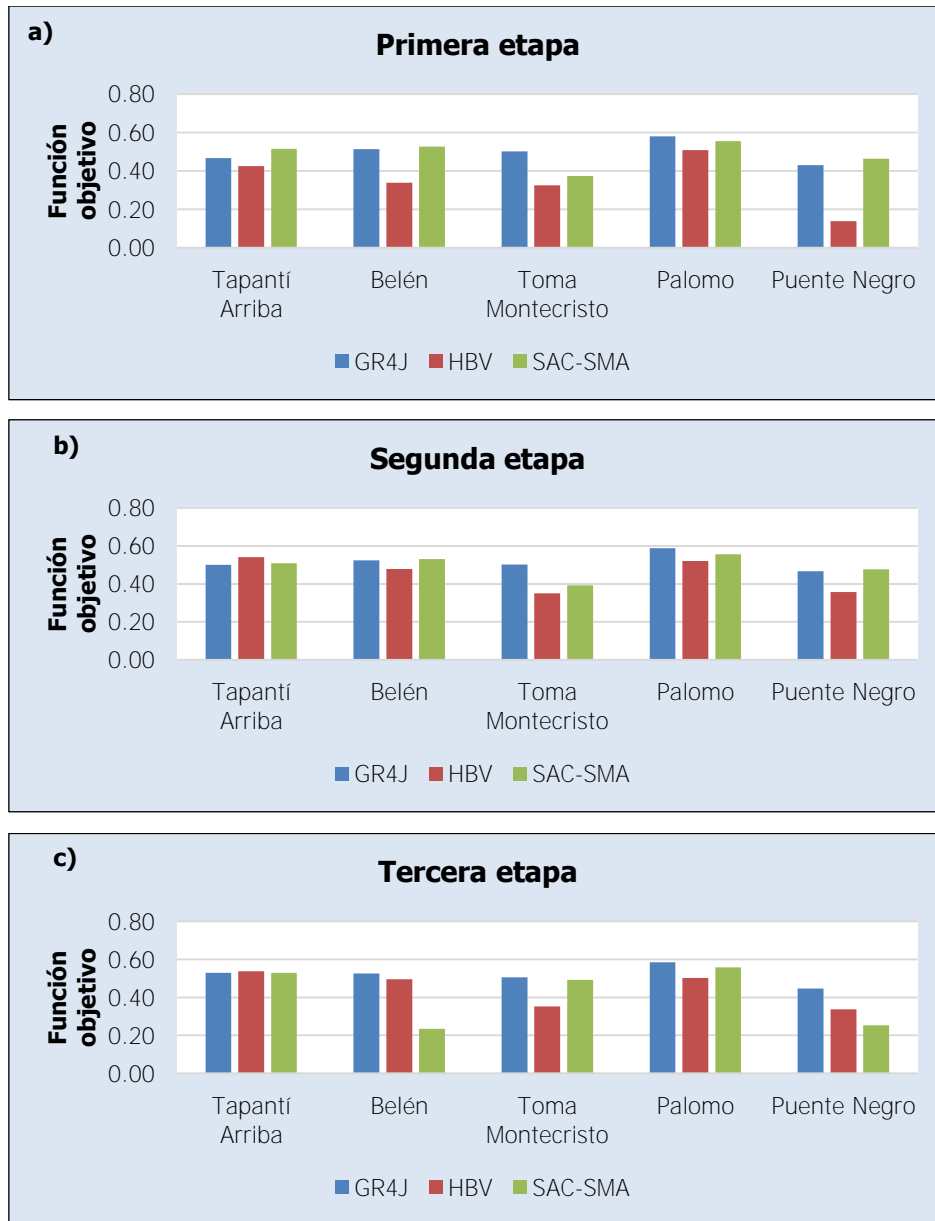 a)
Primera etapa
Función
objetivo
0.80
0.60
0.40
0.20
0.00
Tapantí
Arriba
Belén
Toma
Montecristo
Palomo
Puente Negro
GR4J HBV SAC-SMA
b)
Segunda etapa
Función
objetivo
0.80
0.60
0.40
0.20
0.00
Tapantí
Arriba
Belén
Toma
Montecristo
Palomo
Puente Negro
GR4J HBV SAC-SMA
c)
Tercera etapa
Función
objetivo
0.80
0.60
0.40
0.20
0.00
Tapantí
Arriba
Belén
Toma
Montecristo
Palomo
Puente Negro
GR4J HBV SAC-SMA